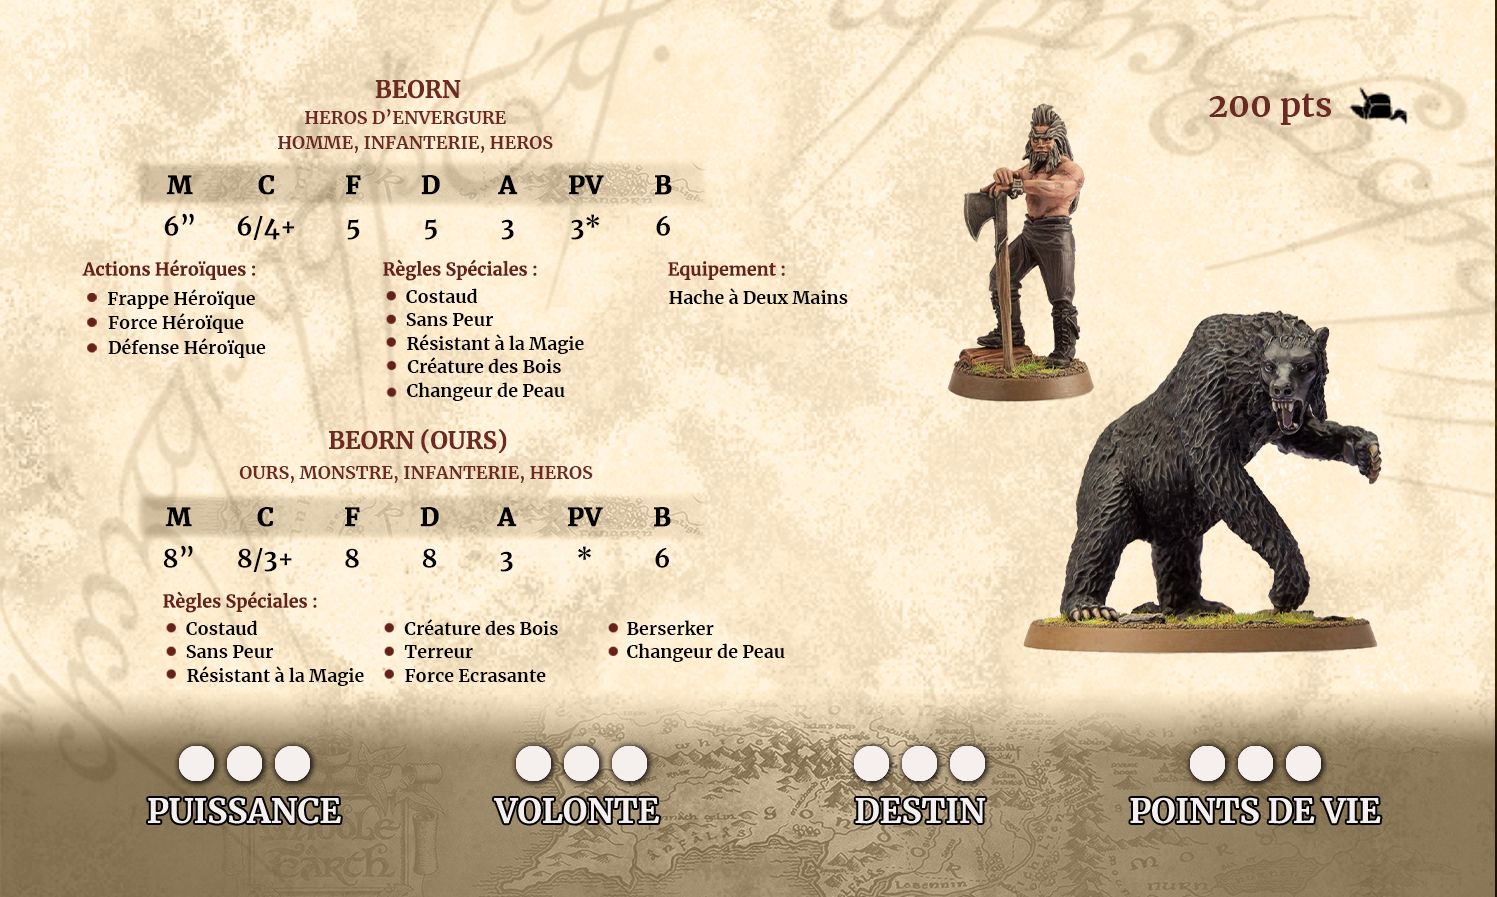 BEORN
HEROS D’ENVERGURE
HOMME, INFANTERIE, HEROS
200 pts
M C F D A PV B
6” 6/4+ 5 5 3 3* 6
Actions Héroïques :
Frappe Héroïque
Force Héroïque
Défense Héroïque
Règles Spéciales :
Costaud
Sans Peur
Résistant à la Magie
Créature des Bois
Changeur de Peau
Equipement :
Hache à Deux Mains
BEORN (OURS)
OURS, MONSTRE, INFANTERIE, HEROS
M C F D A PV B
8” 8/3+ 8 8 3 * 6
Règles Spéciales :
Costaud
Sans Peur
Résistant à la Magie
Créature des Bois
Terreur
Force Ecrasante
Berserker
Changeur de Peau
PUISSANCE
VOLONTE
DESTIN
POINTS DE VIE